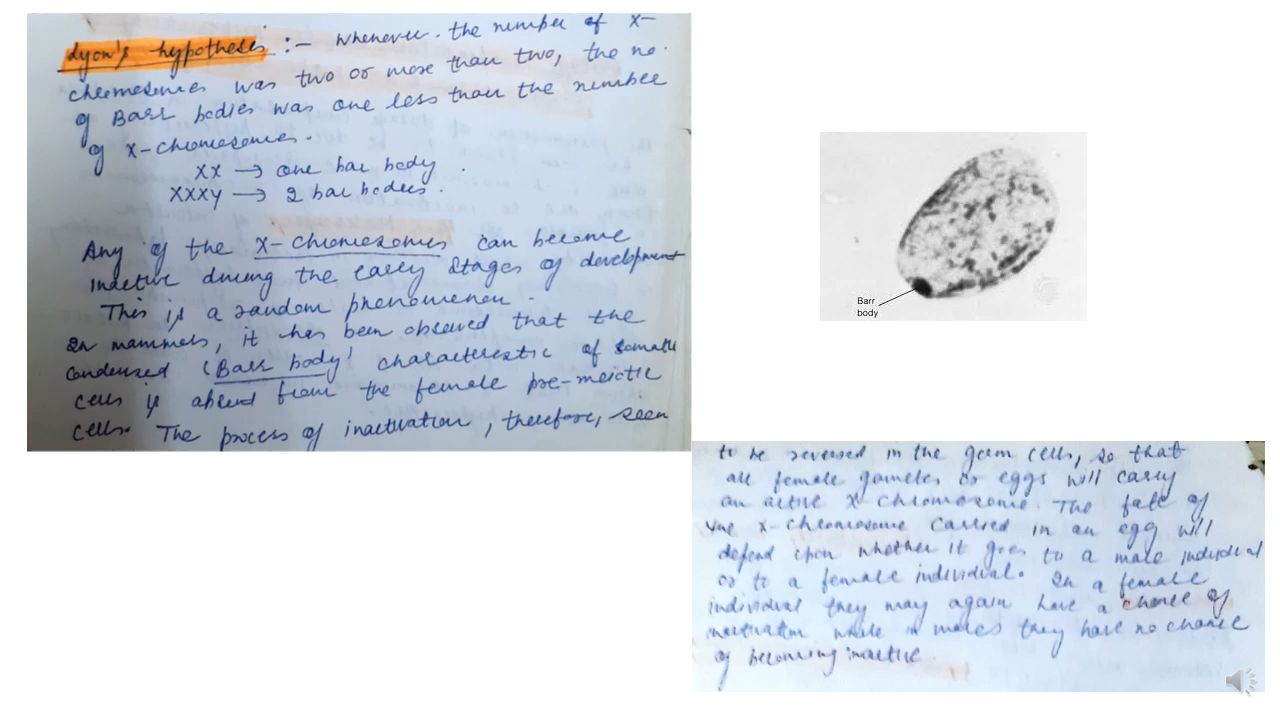 Lyon's hypothesis :- Whenever the number of X-
chromosomes was two or more than two, the no.
of Barr bodies was one less than the number
of X-chromosomes.
XX → one bar body.
XXXY → 2 bar bodies.
Any of the X-chromosomes can become
inactive during the early stages of development
This is a random phenomenon.
In mammels, it has been observed that the
condensed (Barr body) characterestic of somatic
cells is absend from the female pre-meiotic
cells. The process of inactivation, therefore, seen
Barr
body
to be reversed in the germ cells, so that
all female gametes or eggs will carry
an active X-chromosome. The fate of
the X-chromosome carried in an egg will
depend upon whether it goes to a male individual
or to a female individual. In a female
individual they may again have a chance of
inactivation while in males they have no chance
of becoming inactive.